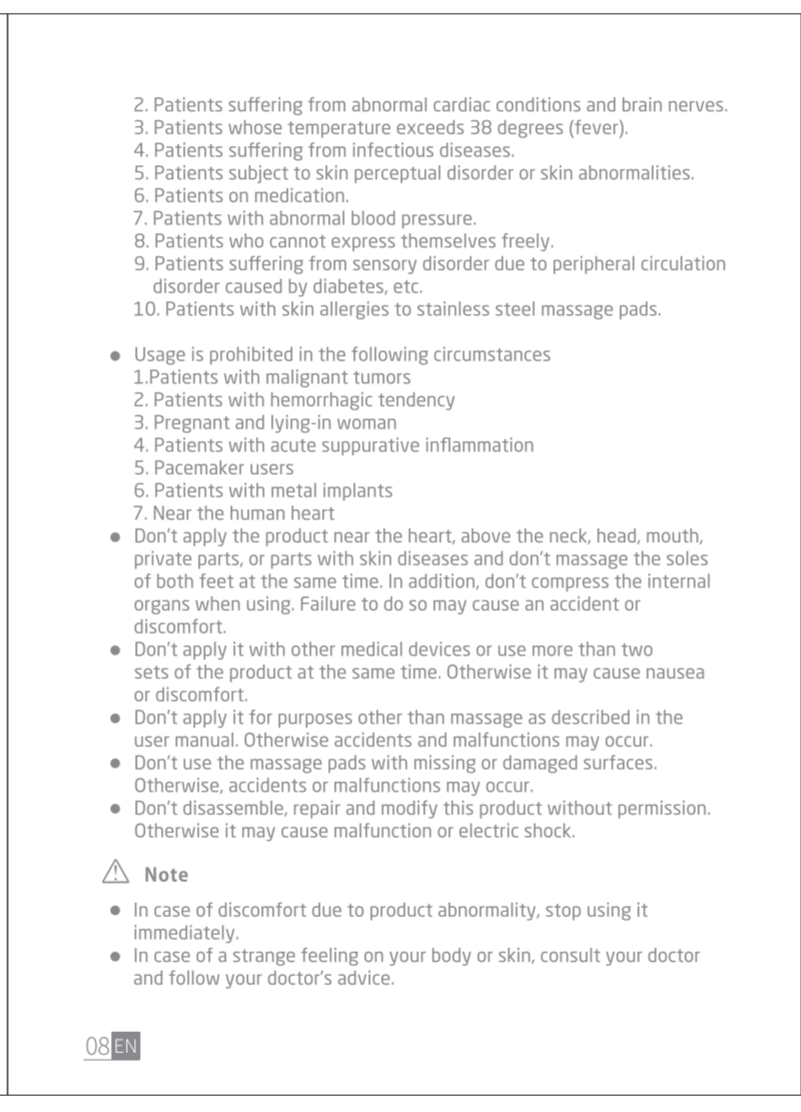 2. Patients suffering from abnormal cardiac conditions and brain nerves.
3. Patients whose temperature exceeds 38 degrees (fever).
4. Patients suffering from infectious diseases.
5. Patients subject to skin perceptual disorder or skin abnormalities.
6. Patients on medication.
7. Patients with abnormal blood pressure.
8. Patients who cannot express themselves freely.
9. Patients suffering from sensory disorder due to peripheral circulation
disorder caused by diabetes, etc.
10. Patients with skin allergies to stainless steel massage pads.
● Usage is prohibited in the following circumstances
1.Patients with malignant tumors
2. Patients with hemorrhagic tendency
3. Pregnant and lying-in woman
4. Patients with acute suppurative inflammation
5. Pacemaker users
6. Patients with metal implants
7. Near the human heart
● Don't apply the product near the heart, above the neck, head, mouth,
private parts, or parts with skin diseases and don't massage the soles
of both feet at the same time. In addition, don't compress the internal
organs when using. Failure to do so may cause an accident or
discomfort.
● Don't apply it with other medical devices or use more than two
sets of the product at the same time. Otherwise it may cause nausea
or discomfort.
● Don't apply it for purposes other than massage as described in the
user manual. Otherwise accidents and malfunctions may occur.
● Don't use the massage pads with missing or damaged surfaces.
Otherwise, accidents or malfunctions may occur.
● Don't disassemble, repair and modify this product without permission.
Otherwise it may cause malfunction or electric shock.
⚠ Note
● In case of discomfort due to product abnormality, stop using it
immediately.
● In case of a strange feeling on your body or skin, consult your doctor
and follow your doctor's advice.
08 EN